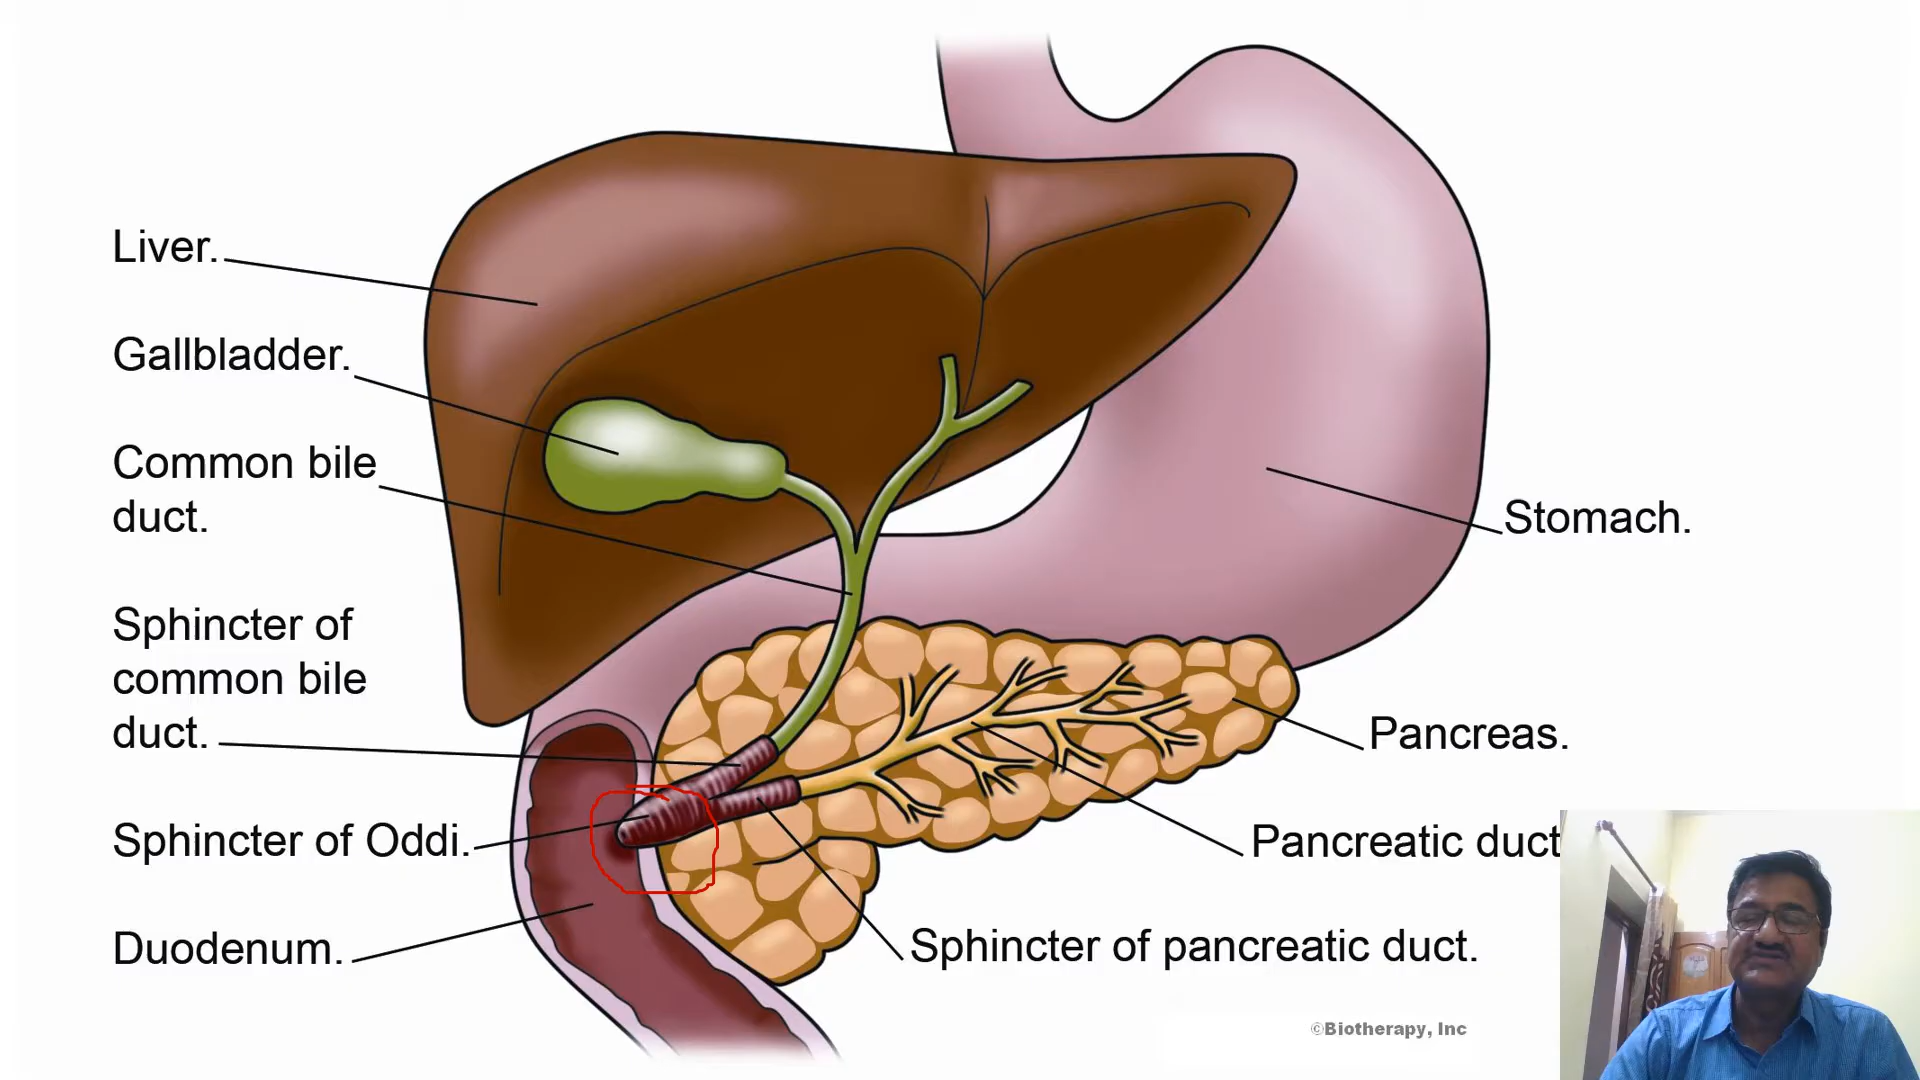 Liver.
Gallbladder.
Common bile
duct.
Sphincter of
common bile
duct.
Sphincter of Oddi.
Duodenum.
Stomach.
Pancreas.
Pancreatic duct
Sphincter of pancreatic duct.
©Biotherapy, Inc